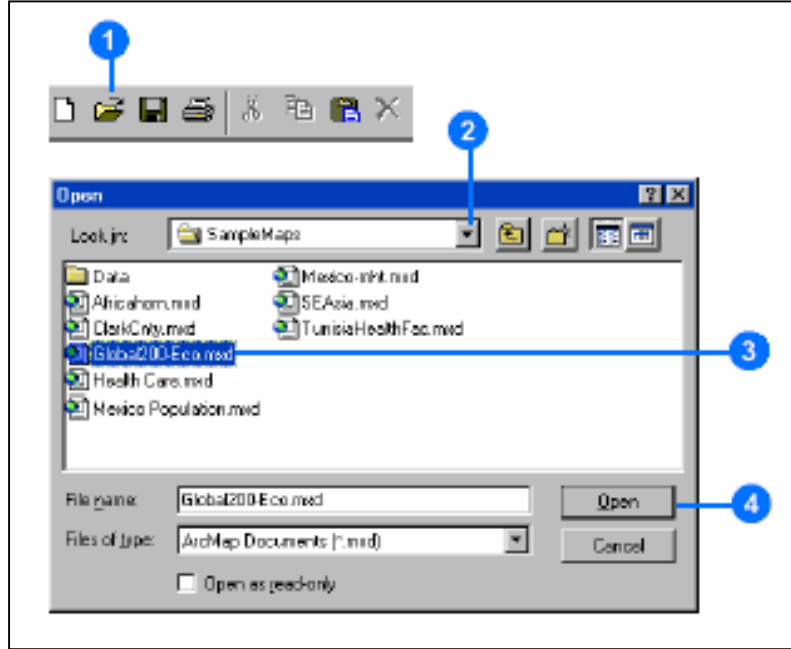 1
2
Open
Look in: SampleMaps
Data
Africahorn.mxd
ClarkCnty.mxd
Global200-Eco.mxd
Health Care.mxd
Mexico Population.mxd
Mexico-nht.mxd
SEAsia.mxd
TunisiaHealthFac.mxd
3
File name: Global200-Eco.mxd
Open
4
Files of type: ArcMap Documents (*.mxd)
Cancel
Open as read-only